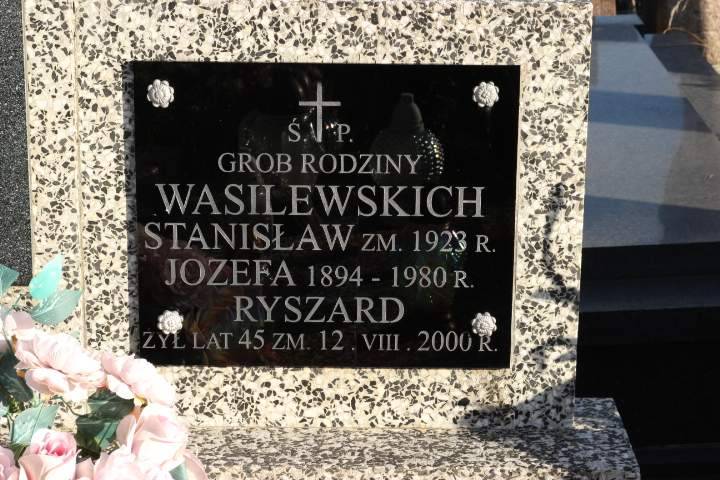 Ś. P.
GROB RODZINY
WASILEWSKICH
STANISŁAW ZM. 1923 R.
JOZEFA 1894 - 1980 R.
RYSZARD
ŻYŁ LAT 45 ZM. 12 . VIII . 2000 R.